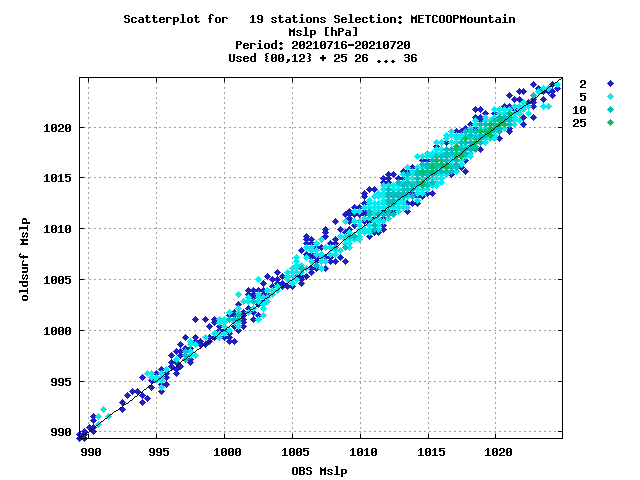 Scatterplot for   19 stations Selection: METCOOPMountain
Mslp [hPa]
Period: 20210716-20210720
Used {00,12} + 25 26 ... 36
2
5
10
25
1020
1015
1010
1005
1000
995
990
oldsurf Mslp
990 995 1000 1005 1010 1015 1020
OBS Mslp